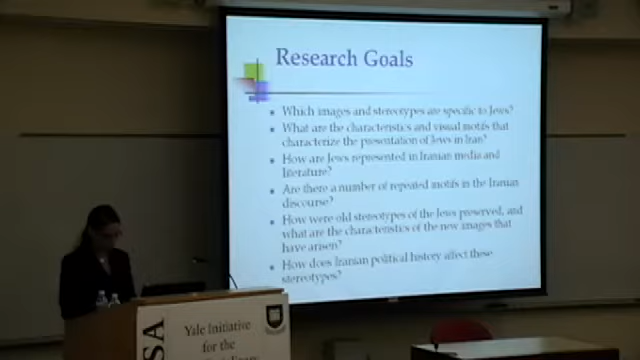 Research Goals
Which images and stereotypes are specific to Jews?
What are the characteristics and visual motifs that
characterize the presentation of Jews in Iran?
How are Jews represented in Iranian media and
literature?
Are there a number of repeated motifs in the Iranian
discourse?
How were old stereotypes of the Jews preserved, and
what are the characteristics of the new images that
have arisen?
How does Iranian political history affect these
stereotypes?
SA
Yale Initiative
for the